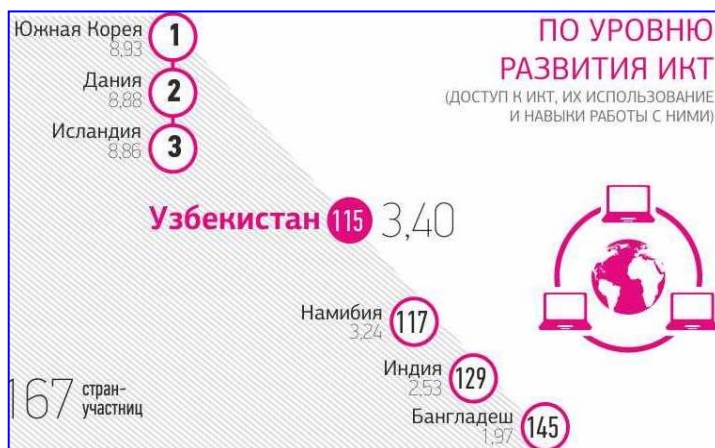 ПО УРОВНЮ
РАЗВИТИЯ ИКТ
(ДОСТУП К ИКТ, ИХ ИСПОЛЬЗОВАНИЕ
И НАВЫКИ РАБОТЫ С НИМИ)
Южная Корея 1
8,93
Дания 2
8,88
Исландия 3
8,86
Узбекистан 115 3,40
Намибия 117
3,24
Индия 129
2,53
Бангладеш 145
1,97
167 стран-
участниц